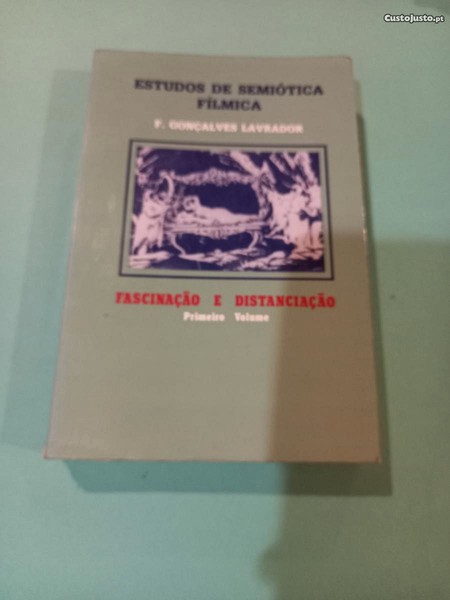 CustoJusto.pt
ESTUDOS DE SEMIÓTICA
FÍLMICA
F. GONÇALVES LAVRADOR
FASCINAÇÃO E DISTANCIAÇÃO
Primeiro Volume